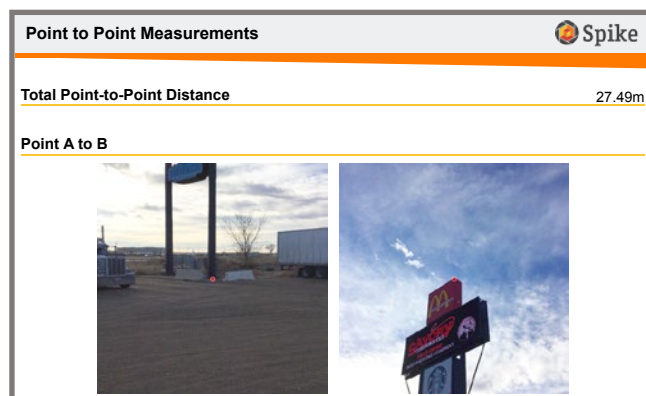 Point to Point Measurements
Spike
Total Point-to-Point Distance
27.49m
Point A to B